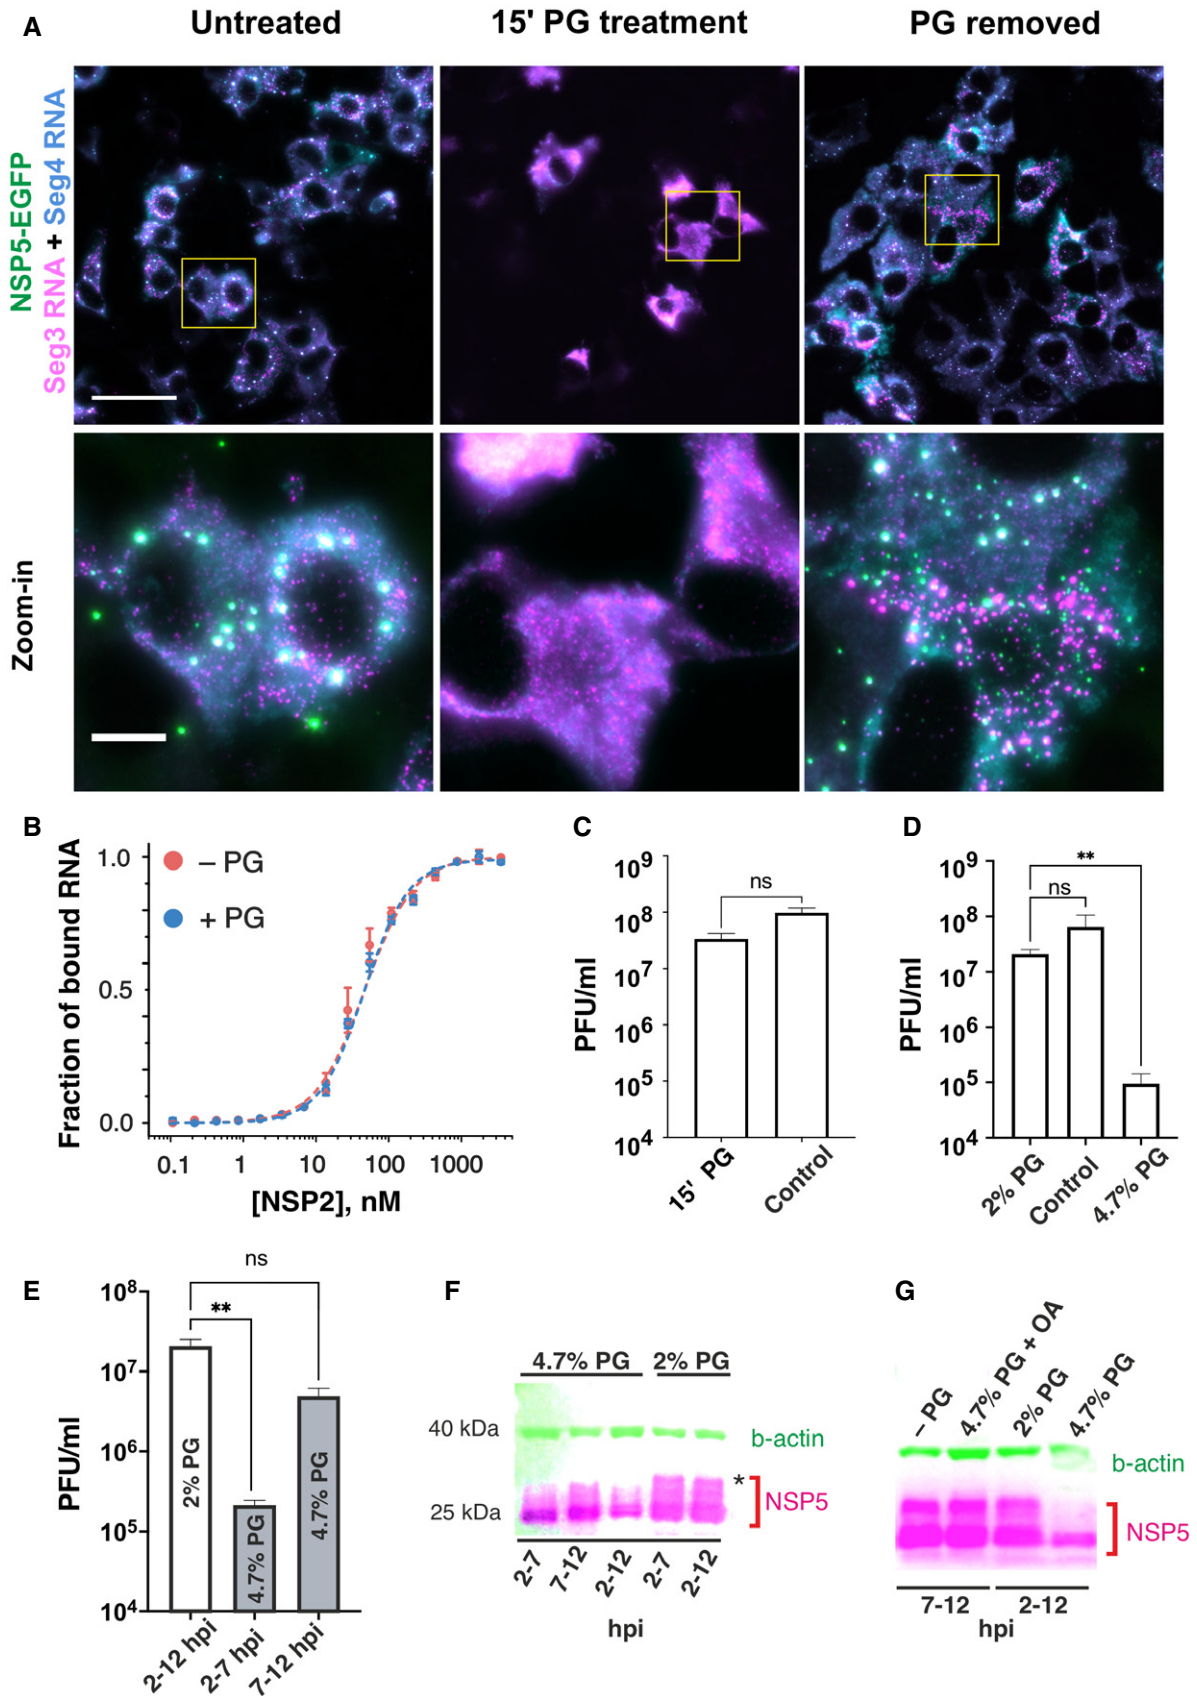 A
Untreated
15' PG treatment
PG removed
NSP5-EGFP
Seg3 RNA + Seg4 RNA
Zoom-in
B
Fraction of bound RNA
1.0
0.5
0.0
– PG
+ PG
0.1
1
10
100
1000
[NSP2], nM
C
PFU/ml
10⁹
10⁸
10⁷
10⁶
10⁵
10⁴
ns
15' PG
Control
D
PFU/ml
10⁹
10⁸
10⁷
10⁶
10⁵
10⁴
**
ns
2% PG
Control
4.7% PG
E
PFU/ml
10⁸
10⁷
10⁶
10⁵
10⁴
ns
**
2% PG
4.7% PG
4.7% PG
2-12 hpi
2-7 hpi
7-12 hpi
F
4.7% PG
2% PG
40 kDa
b-actin
*
25 kDa
NSP5
2-7
7-12
2-12
2-7
2-12
hpi
G
– PG
4.7% PG + OA
2% PG
4.7% PG
b-actin
NSP5
7-12
2-12
hpi